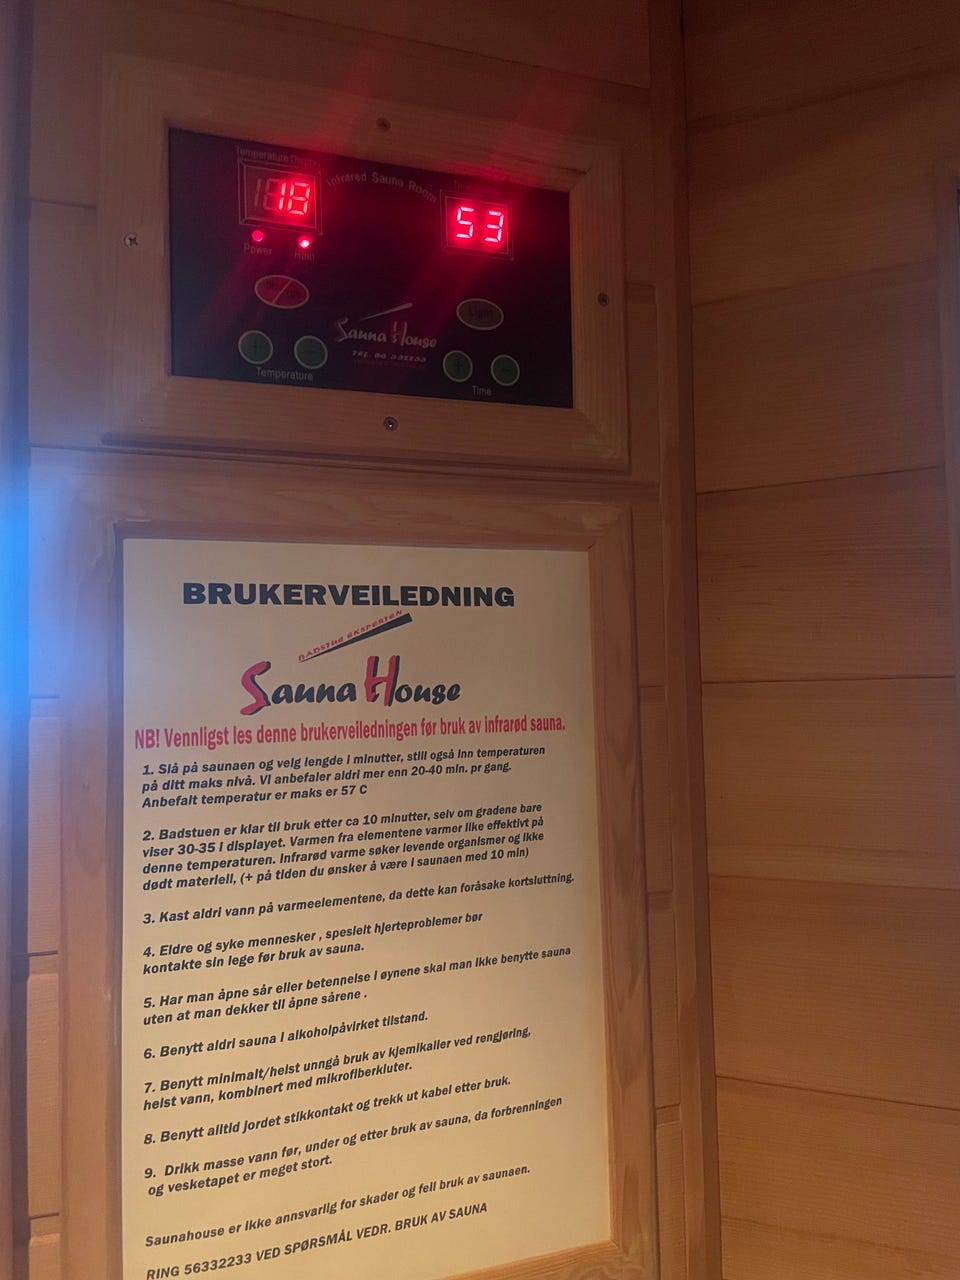 Temperature Display
Infrared Sauna Room
18
53
Power
Heat
Light
Sauna House
+
-
+
-
Temperature
Time
BRUKERVEILEDNING
BADSTUE EKSPERTEN
Sauna House
NB! Vennligst les denne brukerveiledningen før bruk av infrarød sauna.
1. Slå på saunaen og velg lengde i minutter, still også inn temperaturen
på ditt maks nivå. Vi anbefaler aldri mer enn 20-40 min. pr gang.
Anbefalt temperatur er maks er 57 C
2. Badstuen er klar til bruk etter ca 10 minutter, selv om gradene bare
viser 30-35 i displayet. Varmen fra elementene varmer like effektivt på
denne temperaturen. Infrarød varme søker levende organismer og ikke
dødt materiell, (+ på tiden du ønsker å være i saunaen med 10 min)
3. Kast aldri vann på varmeelementene, da dette kan foråsake kortsluttning.
4. Eldre og syke mennesker , spesielt hjerteproblemer bør
kontakte sin lege før bruk av sauna.
5. Har man åpne sår eller betennelse i øynene skal man ikke benytte sauna
uten at man dekker til åpne sårene .
6. Benytt aldri sauna i alkoholpåvirket tilstand.
7. Benytt minimalt/helst unngå bruk av kjemikalier ved rengjøring,
helst vann, kombinert med mikrofiberkluter.
8. Benytt alltid jordet stikkontakt og trekk ut kabel etter bruk.
9. Drikk masse vann før, under og etter bruk av sauna, da forbrenningen
og vesketapet er meget stort.
Saunahouse er ikke annsvarlig for skader og feil bruk av saunaen.
RING 56332233 VED SPØRSMÅL VEDR. BRUK AV SAUNA